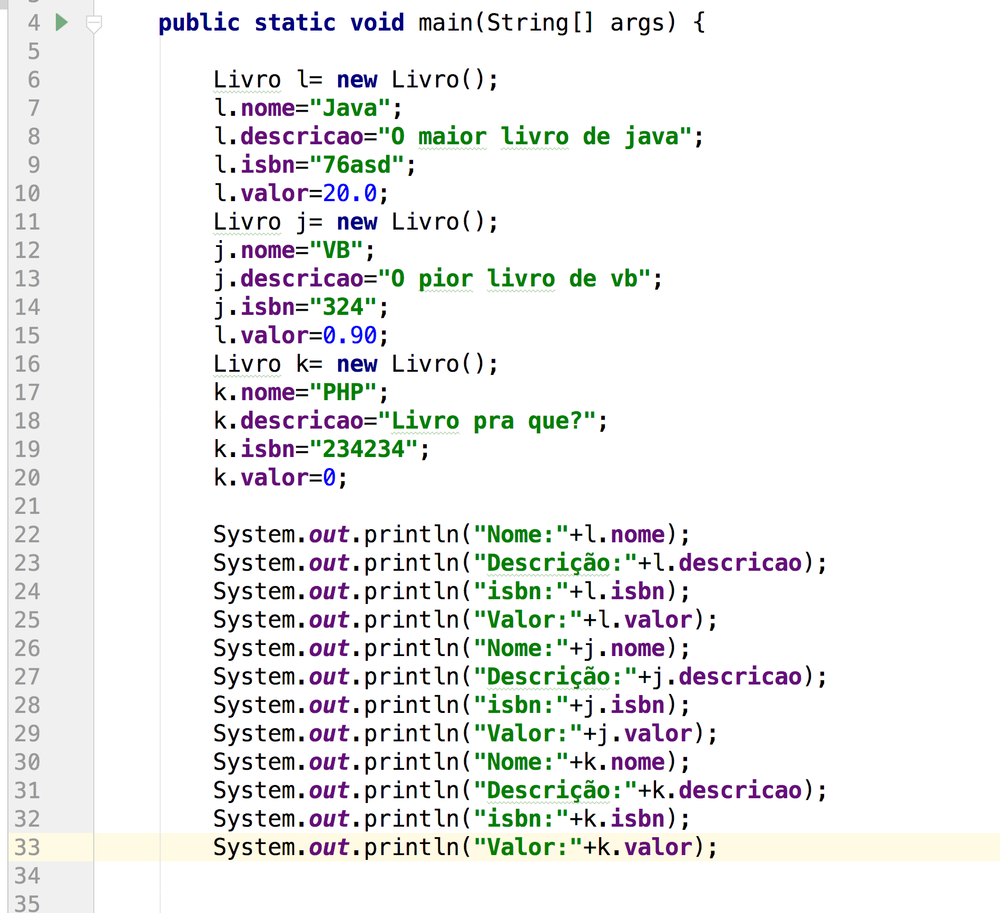 4 public static void main(String[] args) {
5
6 Livro l= new Livro();
7 l.nome="Java";
8 l.descricao="O maior livro de java";
9 l.isbn="76asd";
10 l.valor=20.0;
11 Livro j= new Livro();
12 j.nome="VB";
13 j.descricao="O pior livro de vb";
14 j.isbn="324";
15 l.valor=0.90;
16 Livro k= new Livro();
17 k.nome="PHP";
18 k.descricao="Livro pra que?";
19 k.isbn="234234";
20 k.valor=0;
21
22 System.out.println("Nome:"+l.nome);
23 System.out.println("Descrição:"+l.descricao);
24 System.out.println("isbn:"+l.isbn);
25 System.out.println("Valor:"+l.valor);
26 System.out.println("Nome:"+j.nome);
27 System.out.println("Descrição:"+j.descricao);
28 System.out.println("isbn:"+j.isbn);
29 System.out.println("Valor:"+j.valor);
30 System.out.println("Nome:"+k.nome);
31 System.out.println("Descrição:"+k.descricao);
32 System.out.println("isbn:"+k.isbn);
33 System.out.println("Valor:"+k.valor);
34
35